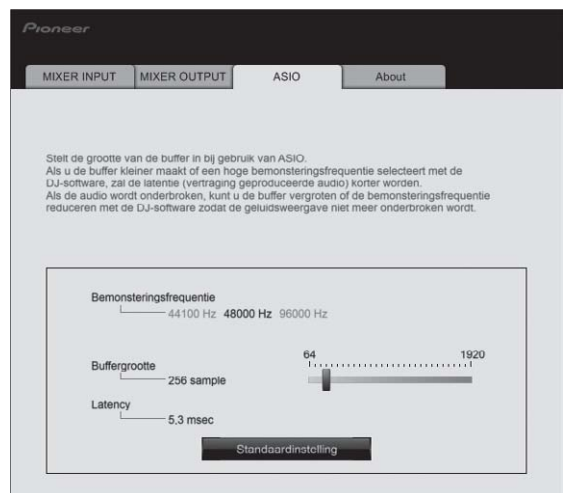 Pioneer
MIXER INPUT MIXER OUTPUT ASIO About
Stelt de grootte van de buffer in bij gebruik van ASIO.
Als u de buffer kleiner maakt of een hoge bemonsteringsfrequentie selecteert met de
DJ-software, zal de latentie (vertraging geproduceerde audio) korter worden.
Als de audio wordt onderbroken, kunt u de buffer vergroten of de bemonsteringsfrequentie
reduceren met de DJ-software zodat de geluidsweergave niet meer onderbroken wordt.
Bemonsteringsfrequentie
44100 Hz 48000 Hz 96000 Hz
64 1920
Buffergrootte
256 sample
Latency
5,3 msec
Standaardinstelling